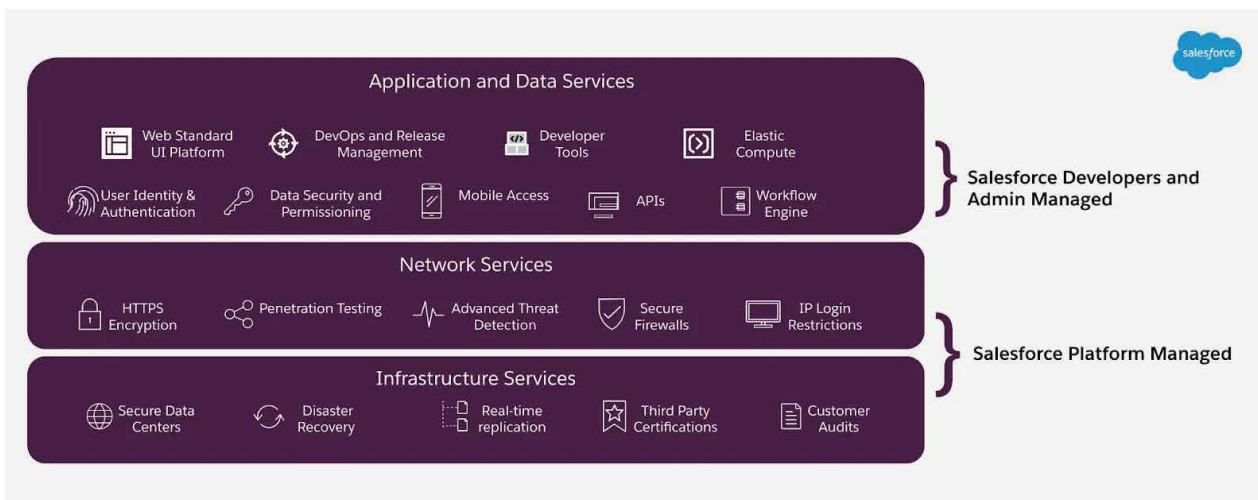 salesforce
Application and Data Services
Web Standard
UI Platform
DevOps and Release
Management
Developer
Tools
Elastic
Compute
User Identity &
Authentication
Data Security and
Permissioning
Mobile Access
APIs
Workflow
Engine
Salesforce Developers and
Admin Managed
Network Services
HTTPS
Encryption
Penetration Testing
Advanced Threat
Detection
Secure
Firewalls
IP Login
Restrictions
Salesforce Platform Managed
Infrastructure Services
Secure Data
Centers
Disaster
Recovery
Real-time
replication
Third Party
Certifications
Customer
Audits